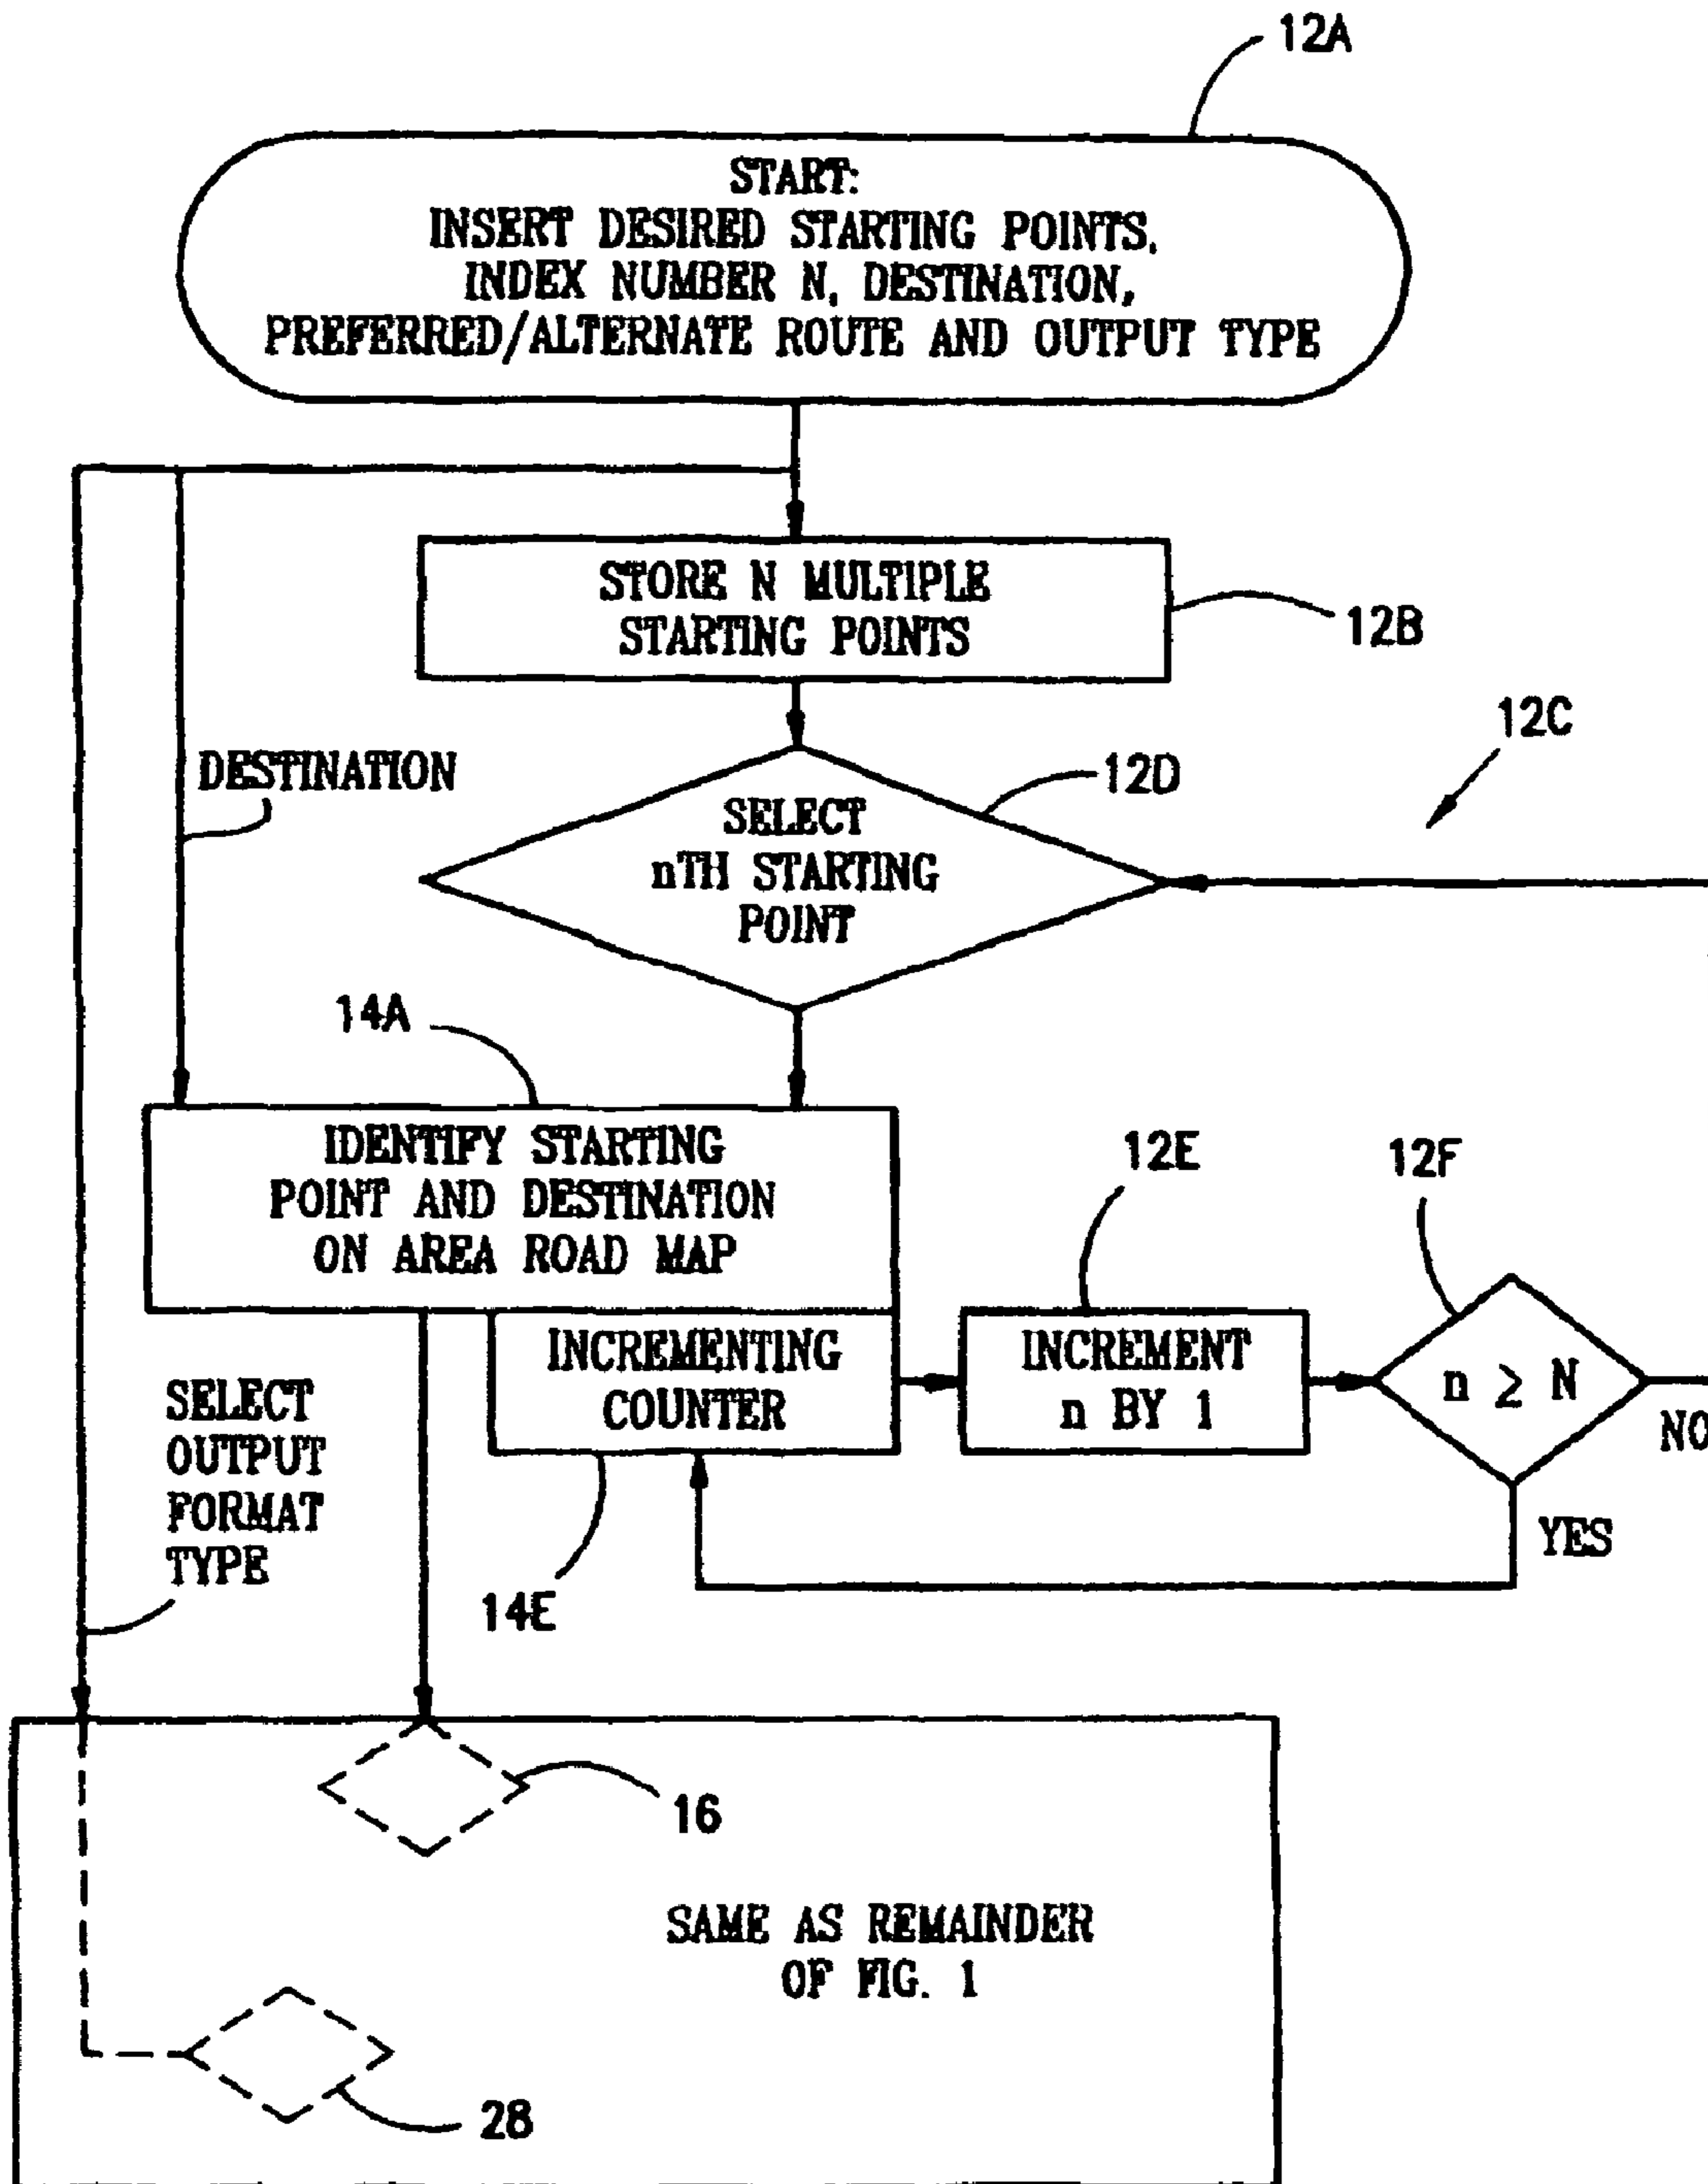 12A
START:
INSERT DESIRED STARTING POINTS,
INDEX NUMBER N, DESTINATION,
PREFERRED/ALTERNATE ROUTE AND OUTPUT TYPE
STORE N MULTIPLE
STARTING POINTS
12B
12C
DESTINATION
12D
SELECT
nTH STARTING
POINT
14A
IDENTIFY STARTING
POINT AND DESTINATION
ON AREA ROAD MAP
12E
12F
INCREMENTING
COUNTER
INCREMENT
n BY 1
n ≥ N
NO
YES
SELECT
OUTPUT
FORMAT
TYPE
14E
16
SAME AS REMAINDER
OF FIG. 1
28